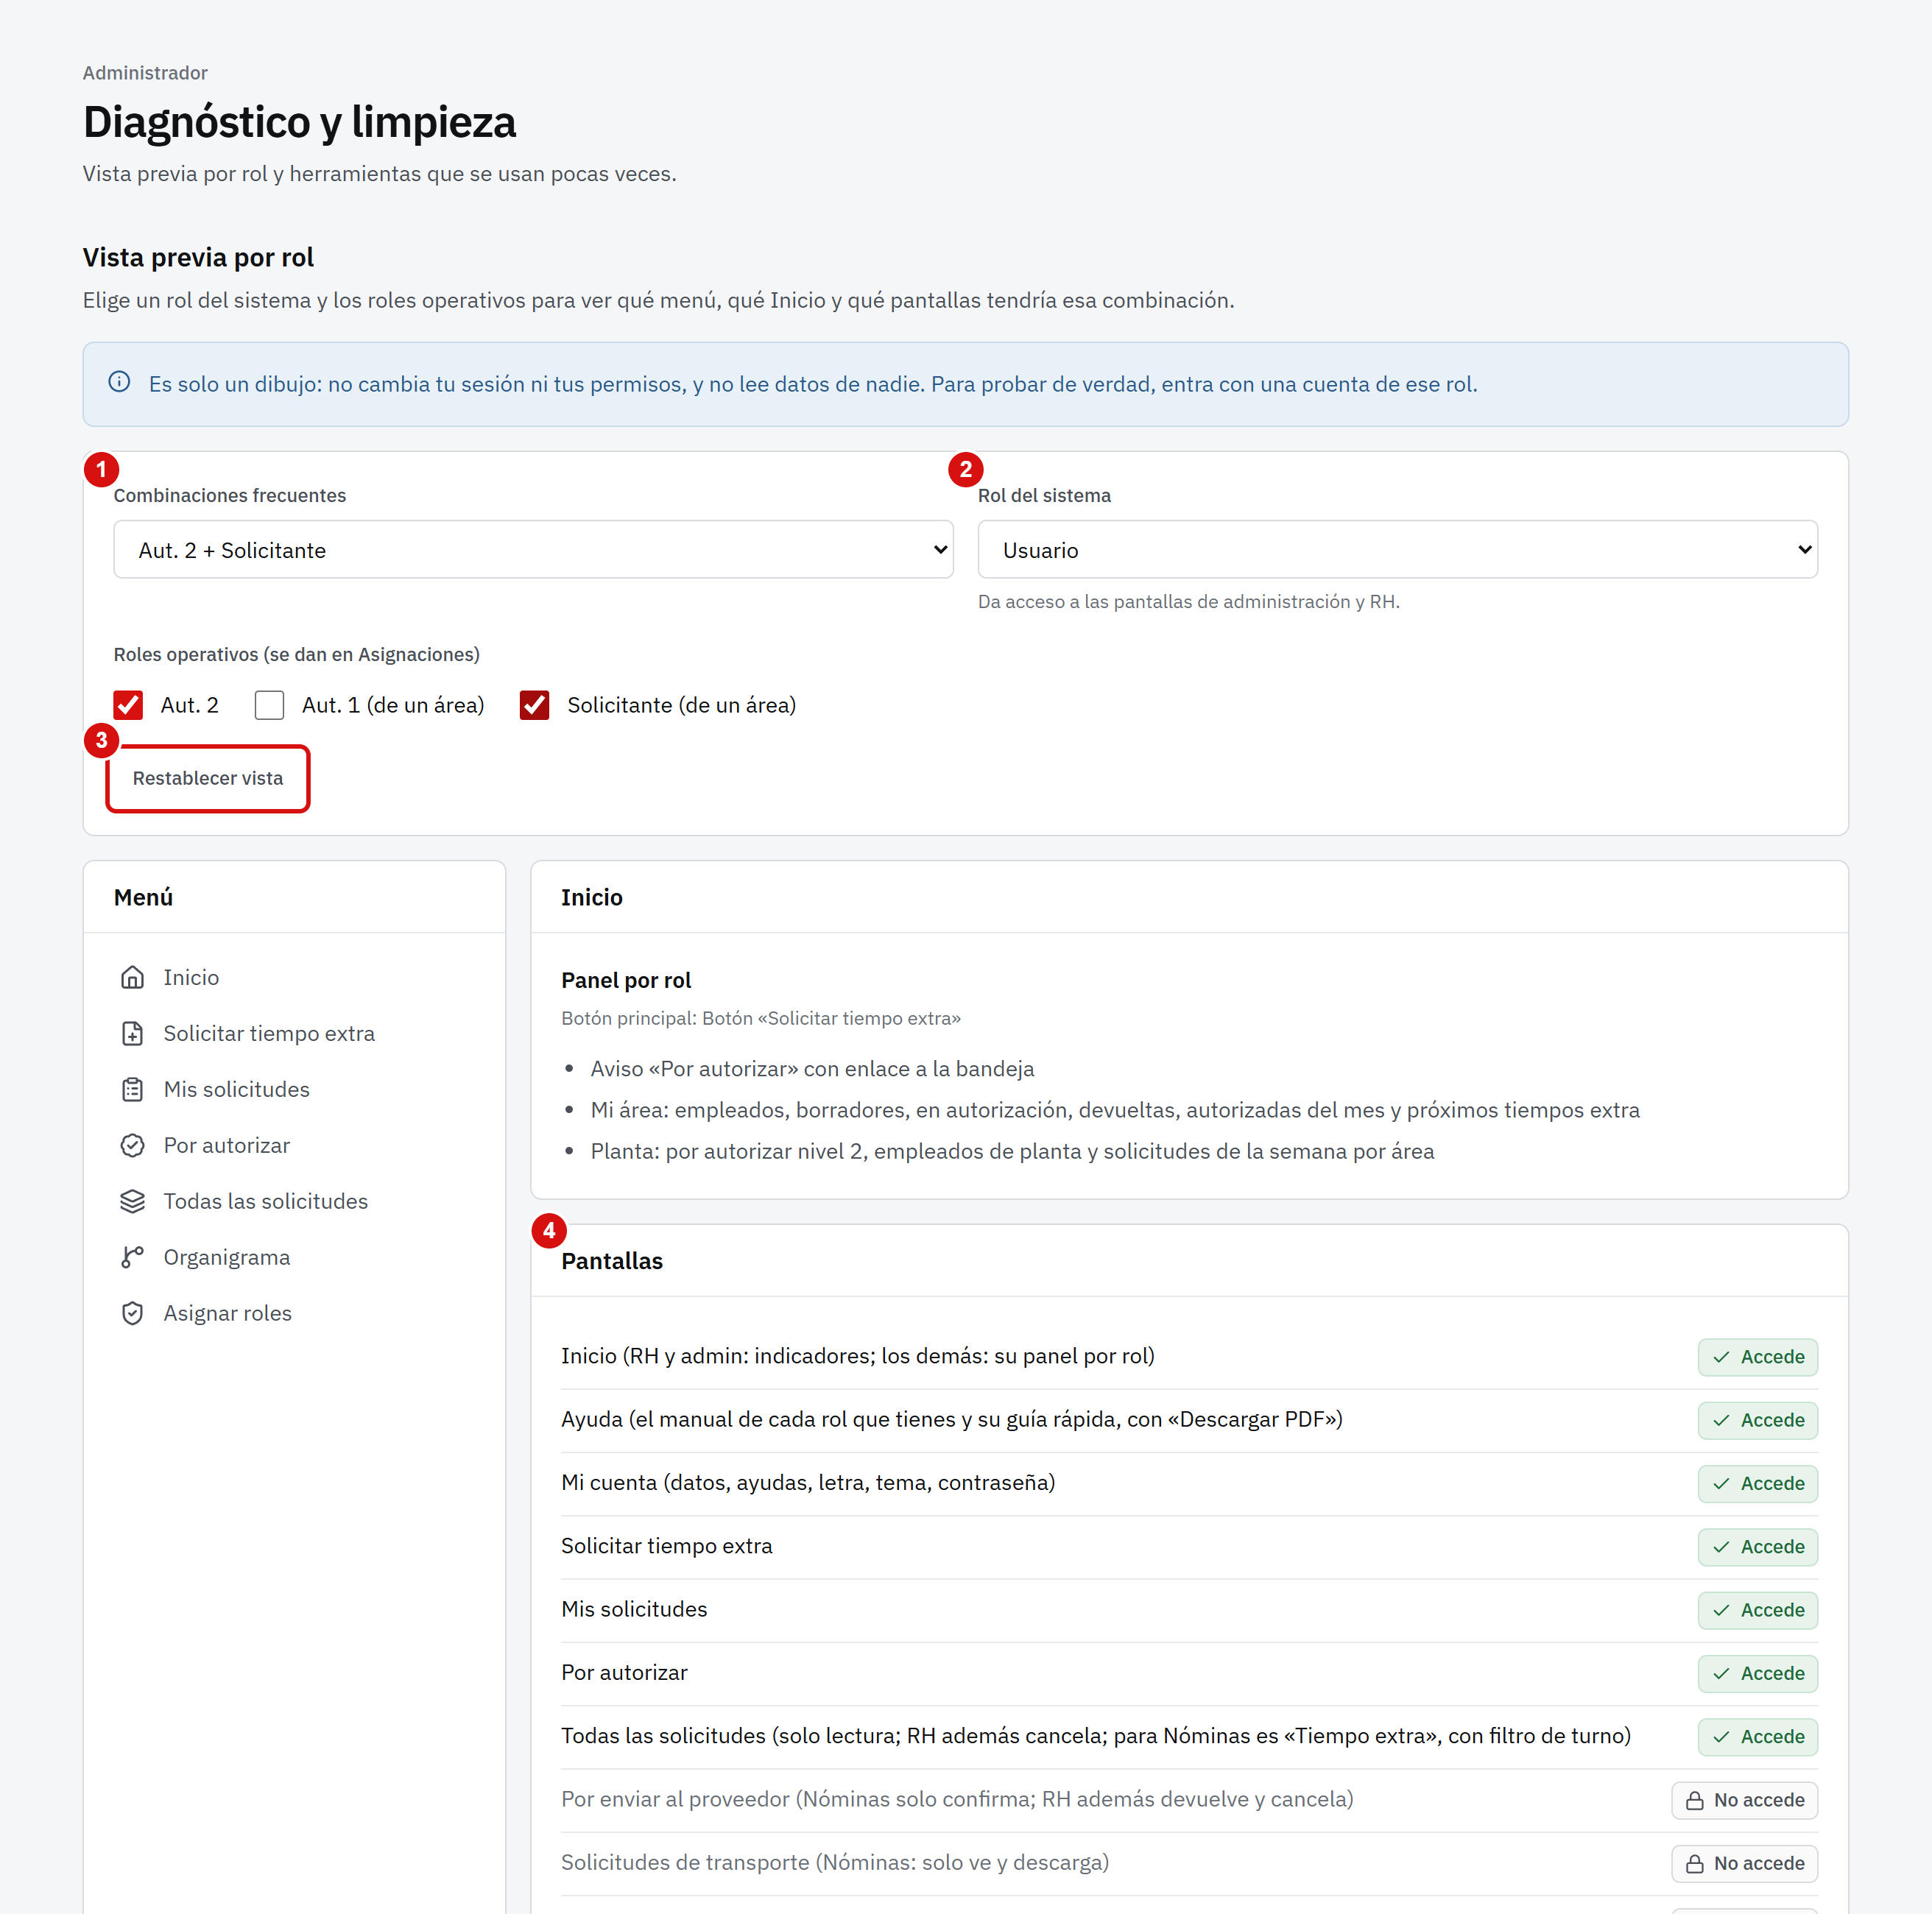 Administrador
Diagnóstico y limpieza
Vista previa por rol y herramientas que se usan pocas veces.
Vista previa por rol
Elige un rol del sistema y los roles operativos para ver qué menú, qué Inicio y qué pantallas tendría esa combinación.
Es solo un dibujo: no cambia tu sesión ni tus permisos, y no lee datos de nadie. Para probar de verdad, entra con una cuenta de ese rol.
1
Combinaciones frecuentes
Aut. 2 + Solicitante
2
Rol del sistema
Usuario
Da acceso a las pantallas de administración y RH.
Roles operativos (se dan en Asignaciones)
Aut. 2
Aut. 1 (de un área)
Solicitante (de un área)
3
Restablecer vista
Menú
Inicio
Solicitar tiempo extra
Mis solicitudes
Por autorizar
Todas las solicitudes
Organigrama
Asignar roles
Inicio
Panel por rol
Botón principal: Botón «Solicitar tiempo extra»
• Aviso «Por autorizar» con enlace a la bandeja
• Mi área: empleados, borradores, en autorización, devueltas, autorizadas del mes y próximos tiempos extra
• Planta: por autorizar nivel 2, empleados de planta y solicitudes de la semana por área
4
Pantallas
Inicio (RH y admin: indicadores; los demás: su panel por rol) Accede
Ayuda (el manual de cada rol que tienes y su guía rápida, con «Descargar PDF») Accede
Mi cuenta (datos, ayudas, letra, tema, contraseña) Accede
Solicitar tiempo extra Accede
Mis solicitudes Accede
Por autorizar Accede
Todas las solicitudes (solo lectura; RH además cancela; para Nóminas es «Tiempo extra», con filtro de turno) Accede
Por enviar al proveedor (Nóminas solo confirma; RH además devuelve y cancela) No accede
Solicitudes de transporte (Nóminas: solo ve y descarga) No accede